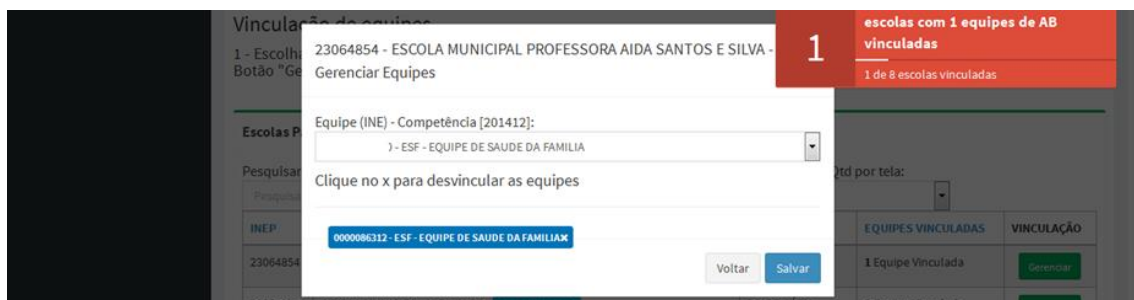 Vinculação de equipes
1 - Escolha
Botão "Ge
23064854 - ESCOLA MUNICIPAL PROFESSORA AIDA SANTOS E SILVA -
Gerenciar Equipes
1
escolas com 1 equipes de AB
vinculadas
1 de 8 escolas vinculadas
Equipe (INE) - Competência [201412]:
- ESF - EQUIPE DE SAUDE DA FAMILIA
Clique no x para desvincular as equipes
0000086312 - ESF - EQUIPE DE SAUDE DA FAMILIA✖
Voltar
Salvar
Escolas P
Pesquisar
Qtd por tela:
Pesquisa
INEP
EQUIPES VINCULADAS
VINCULAÇÃO
23064854
1 Equipe Vinculada
Gerenciar